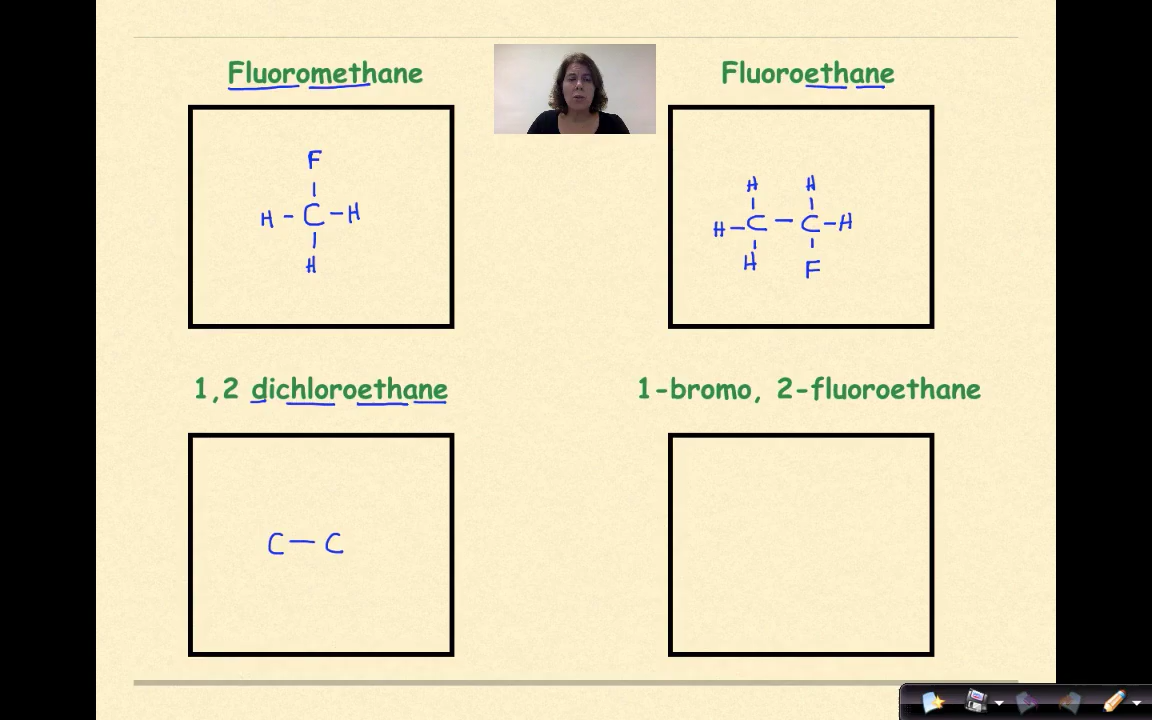 Fluoromethane
F
H - C - H
H
Fluoroethane
H H
H - C - C - H
H F
1,2 dichloroethane
C - C
1-bromo, 2-fluoroethane